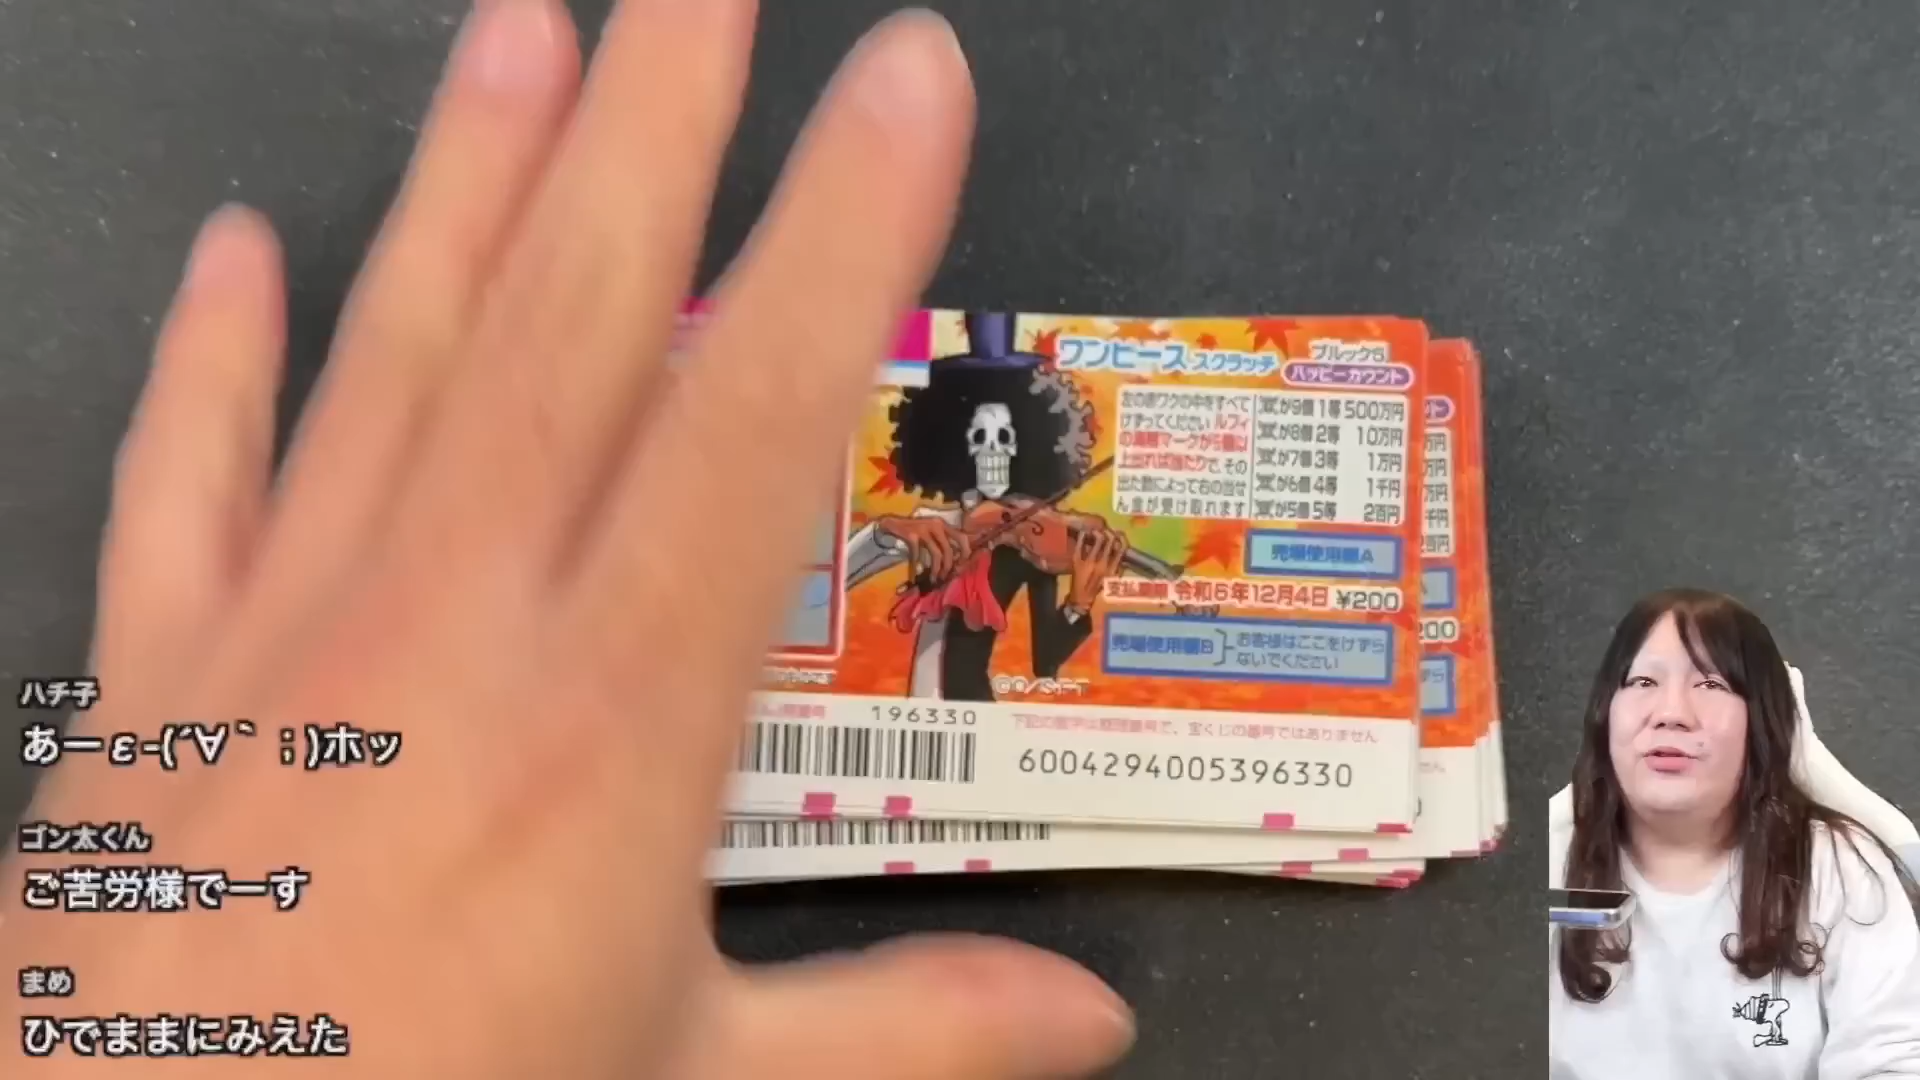 ワンピース スクラッチ
ブルック5
ハッピーカウント
左の赤ワクの中をすべて
けずってください ルフィ
の海賊マークが5個以
上出れば当たりで、その
出た数によって右の当せ
ん金が受け取れます
が9個 1等 500万円
が8個 2等 10万円
が7個 3等 1万円
が6個 4等 1千円
が5個 5等 2百円
売場使用欄A
支払期限 令和6年12月4日 ¥200
売場使用欄B
お客様はここをけずら
ないでください
196330
下記の数字は整理番号で、宝くじの番号ではありません
60042940053963​30
ハチ子
あーε-(´∀｀；)ホッ
ゴン太くん
ご苦労様でーす
まめ
ひでままにみえた